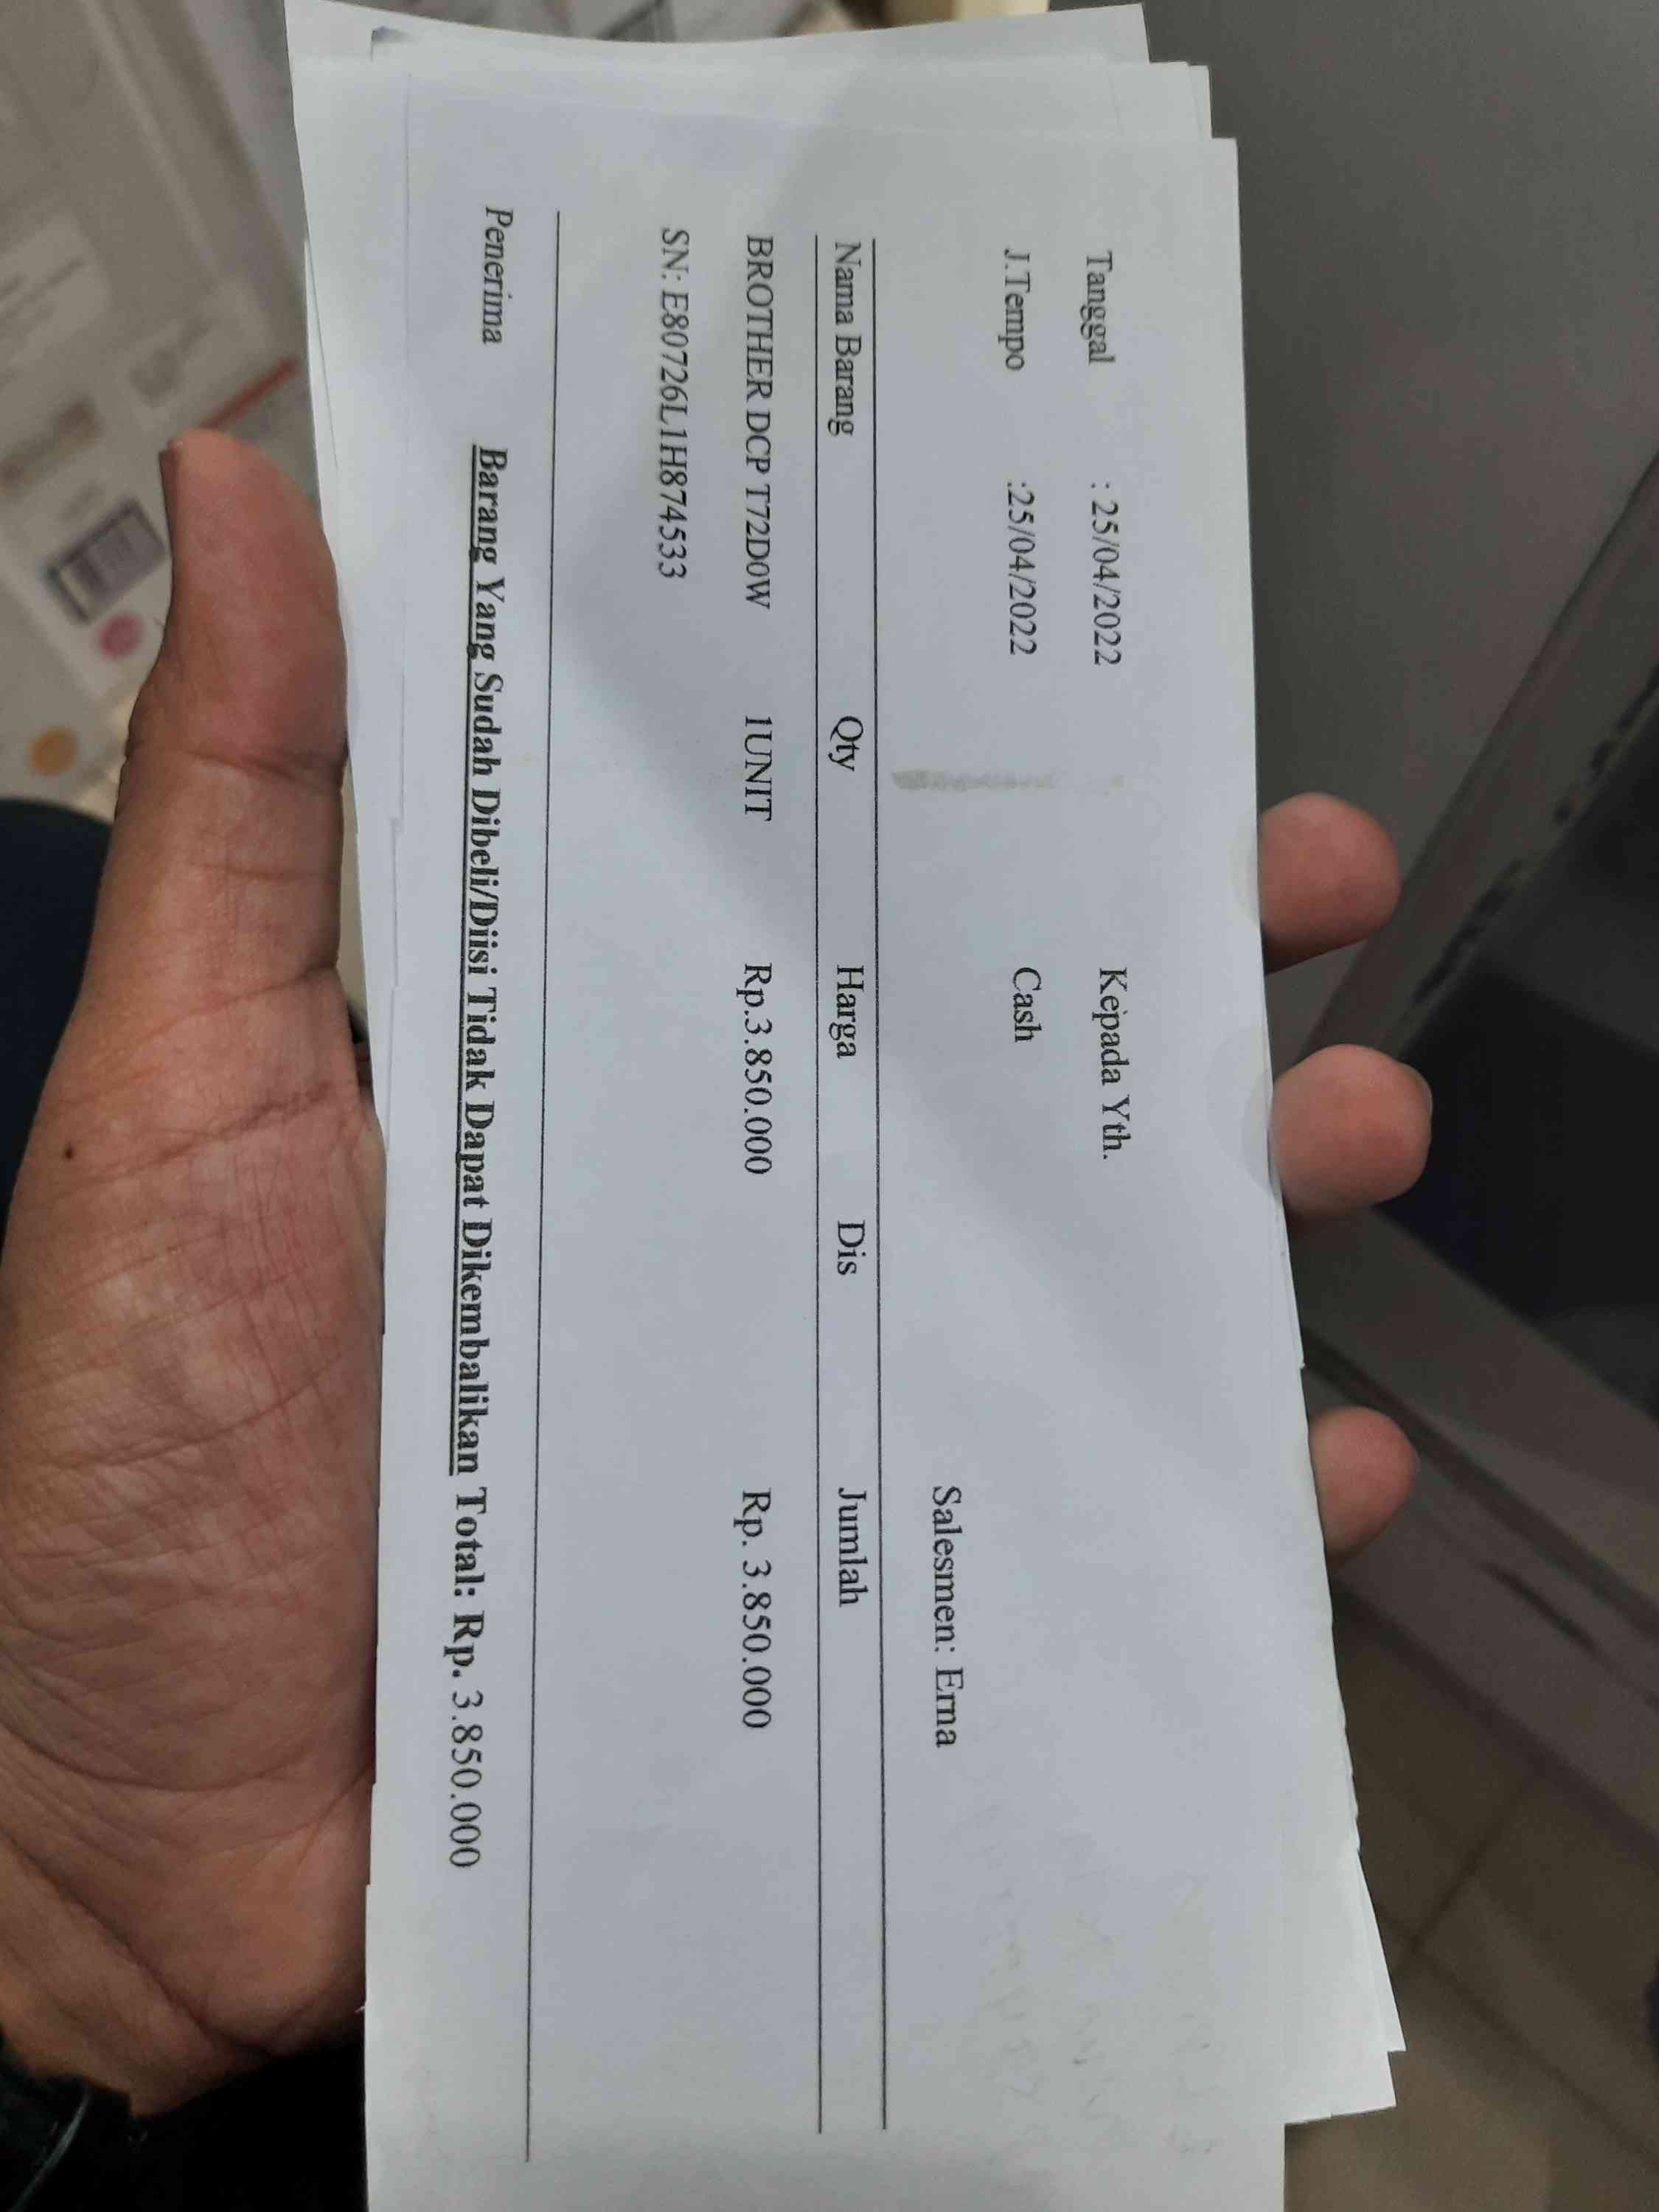 Tanggal : 25/04/2022 Kepada Yth.
J.Tempo :25/04/2022 Cash
Salesmen: Erna
Nama Barang Qty Harga Dis Jumlah
BROTHER DCP T72D0W 1UNIT Rp.3.850.000 Rp. 3.850.000
SN: E80726L1H874533
Penerima Barang Yang Sudah Dibeli/Diisi Tidak Dapat Dikembalikan Total: Rp. 3.850.000